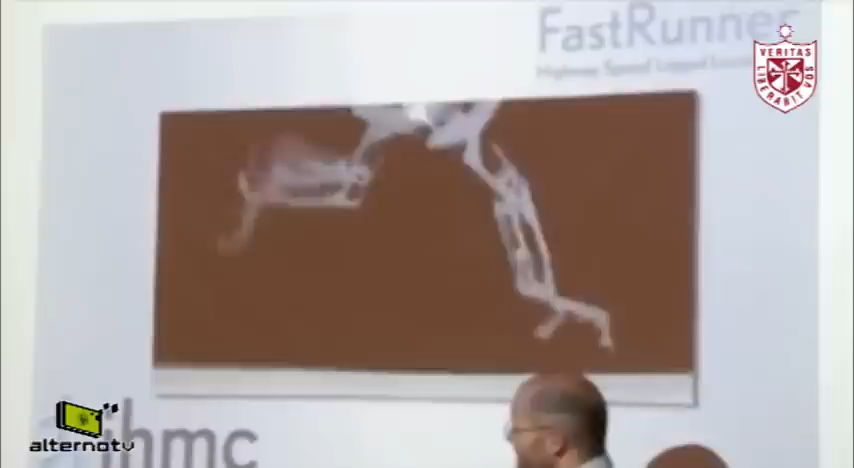 FastRunner
VERITAS
LIBERABIT VOS
ihmc
alternotv